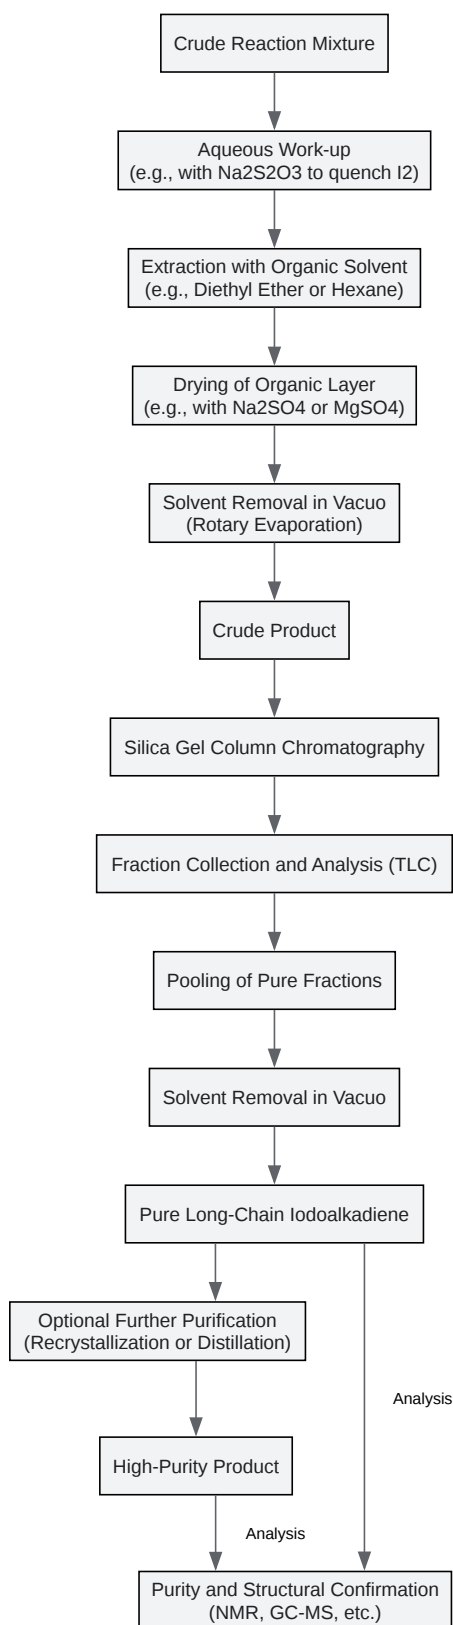 Crude Reaction Mixture
Aqueous Work-up
(e.g., with Na2S2O3 to quench I2)
Extraction with Organic Solvent
(e.g., Diethyl Ether or Hexane)
Drying of Organic Layer
(e.g., with Na2SO4 or MgSO4)
Solvent Removal in Vacuo
(Rotary Evaporation)
Crude Product
Silica Gel Column Chromatography
Fraction Collection and Analysis (TLC)
Pooling of Pure Fractions
Solvent Removal in Vacuo
Pure Long-Chain Iodoalkadiene
Optional Further Purification
(Recrystallization or Distillation)
Analysis
High-Purity Product
Analysis
Purity and Structural Confirmation
(NMR, GC-MS, etc.)